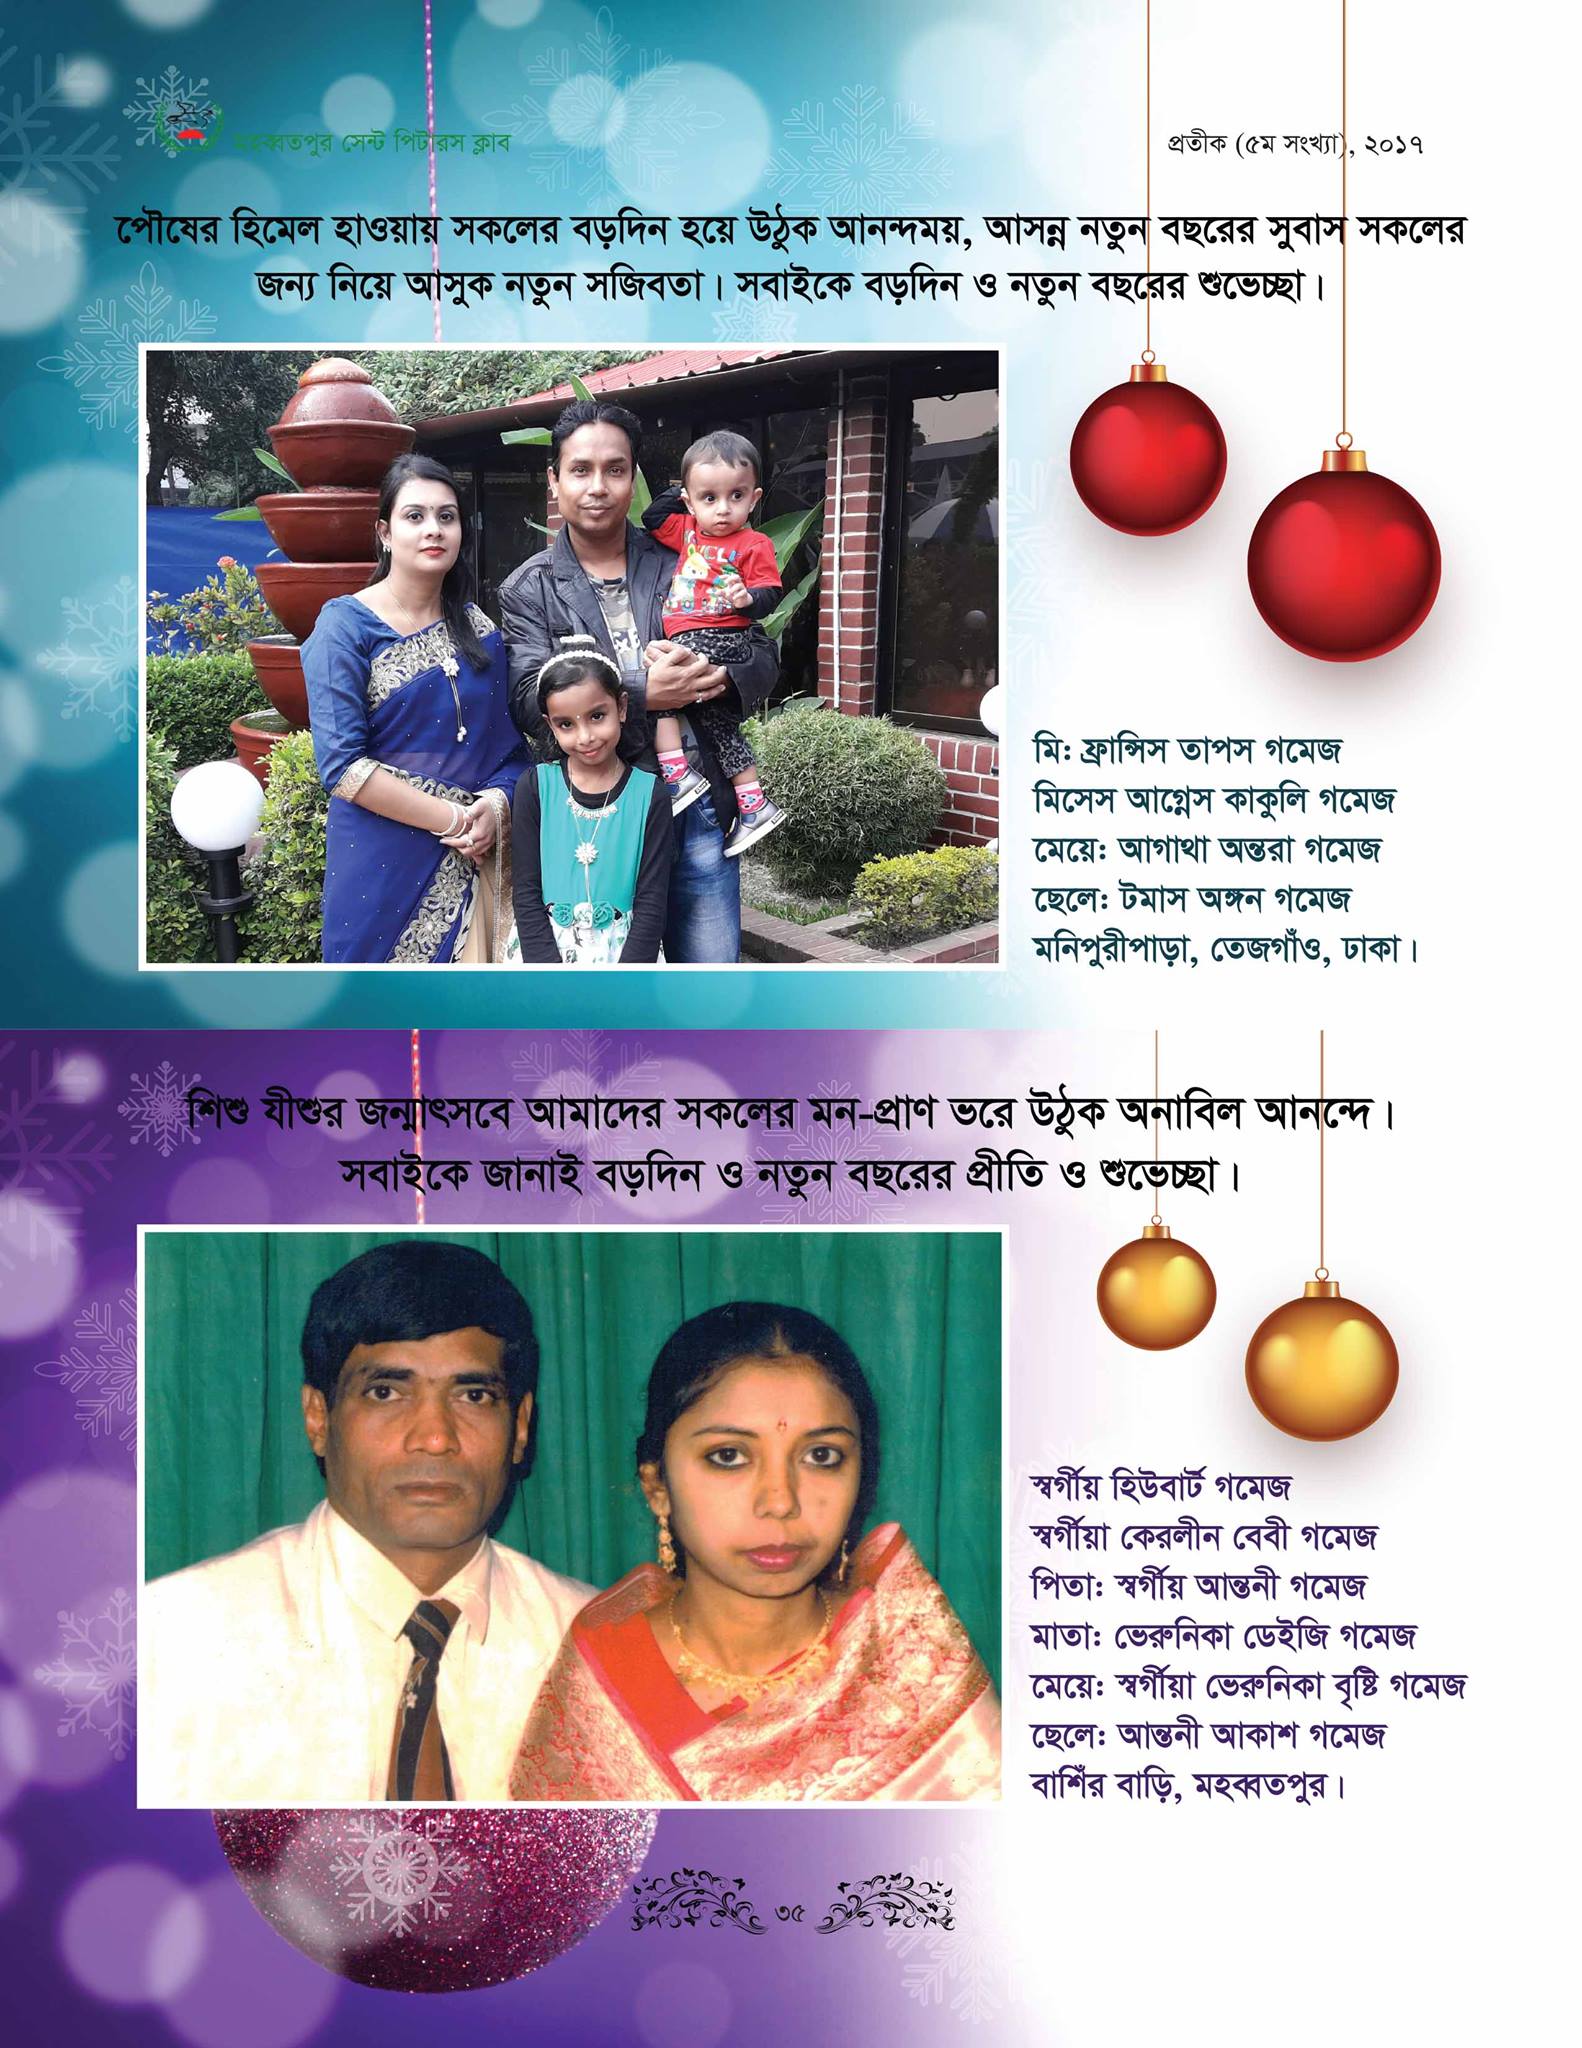 মহব্বতপুর সেন্ট পিটারস ক্লাব
প্রতীক (৫ম সংখ্যা), ২০১৭
পৌষের হিমেল হাওয়ায় সকলের বড়দিন হয়ে উঠুক আনন্দময়, আসন্ন নতুন বছরের সুবাস সকলের
জন্য নিয়ে আসুক নতুন সজিবতা। সবাইকে বড়দিন ও নতুন বছরের শুভেচ্ছা।
মি: ফ্রান্সিস তাপস গমেজ
মিসেস আগ্নেস কাকুলি গমেজ
মেয়ে: আগাথা অন্তরা গমেজ
ছেলে: টমাস অঙ্গন গমেজ
মনিপুরীপাড়া, তেজগাঁও, ঢাকা।
শিশু যীশুর জন্মোৎসবে আমাদের সকলের মন-প্রাণ ভরে উঠুক অনাবিল আনন্দে।
সবাইকে জানাই বড়দিন ও নতুন বছরের প্রীতি ও শুভেচ্ছা।
স্বর্গীয় হিউবার্ট গমেজ
স্বর্গীয়া কেরলীন বেবী গমেজ
পিতা: স্বর্গীয় আন্তনী গমেজ
মাতা: ভেরুনিকা ডেইজি গমেজ
মেয়ে: স্বর্গীয়া ভেরুনিকা বৃষ্টি গমেজ
ছেলে: আন্তনী আকাশ গমেজ
বার্শির বাড়ি, মহব্বতপুর।
৩৫